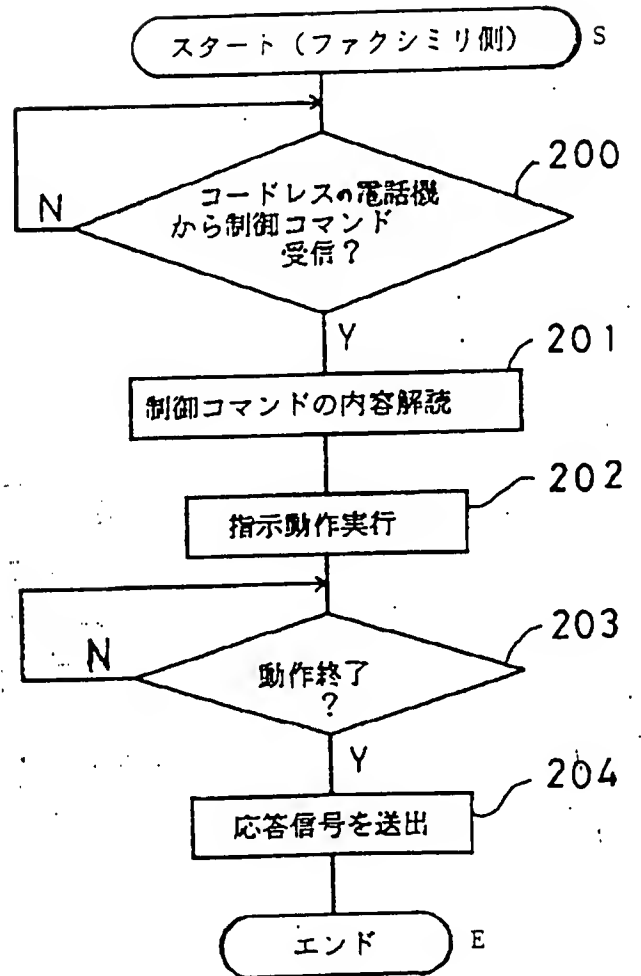 スタート(ファクシミリ側) S
200
コードレスの電話機
から制御コマンド
受信?
N
Y
201
制御コマンドの内容解読
202
指示動作実行
203
動作終了
?
N
Y
204
応答信号を送出
エンド E